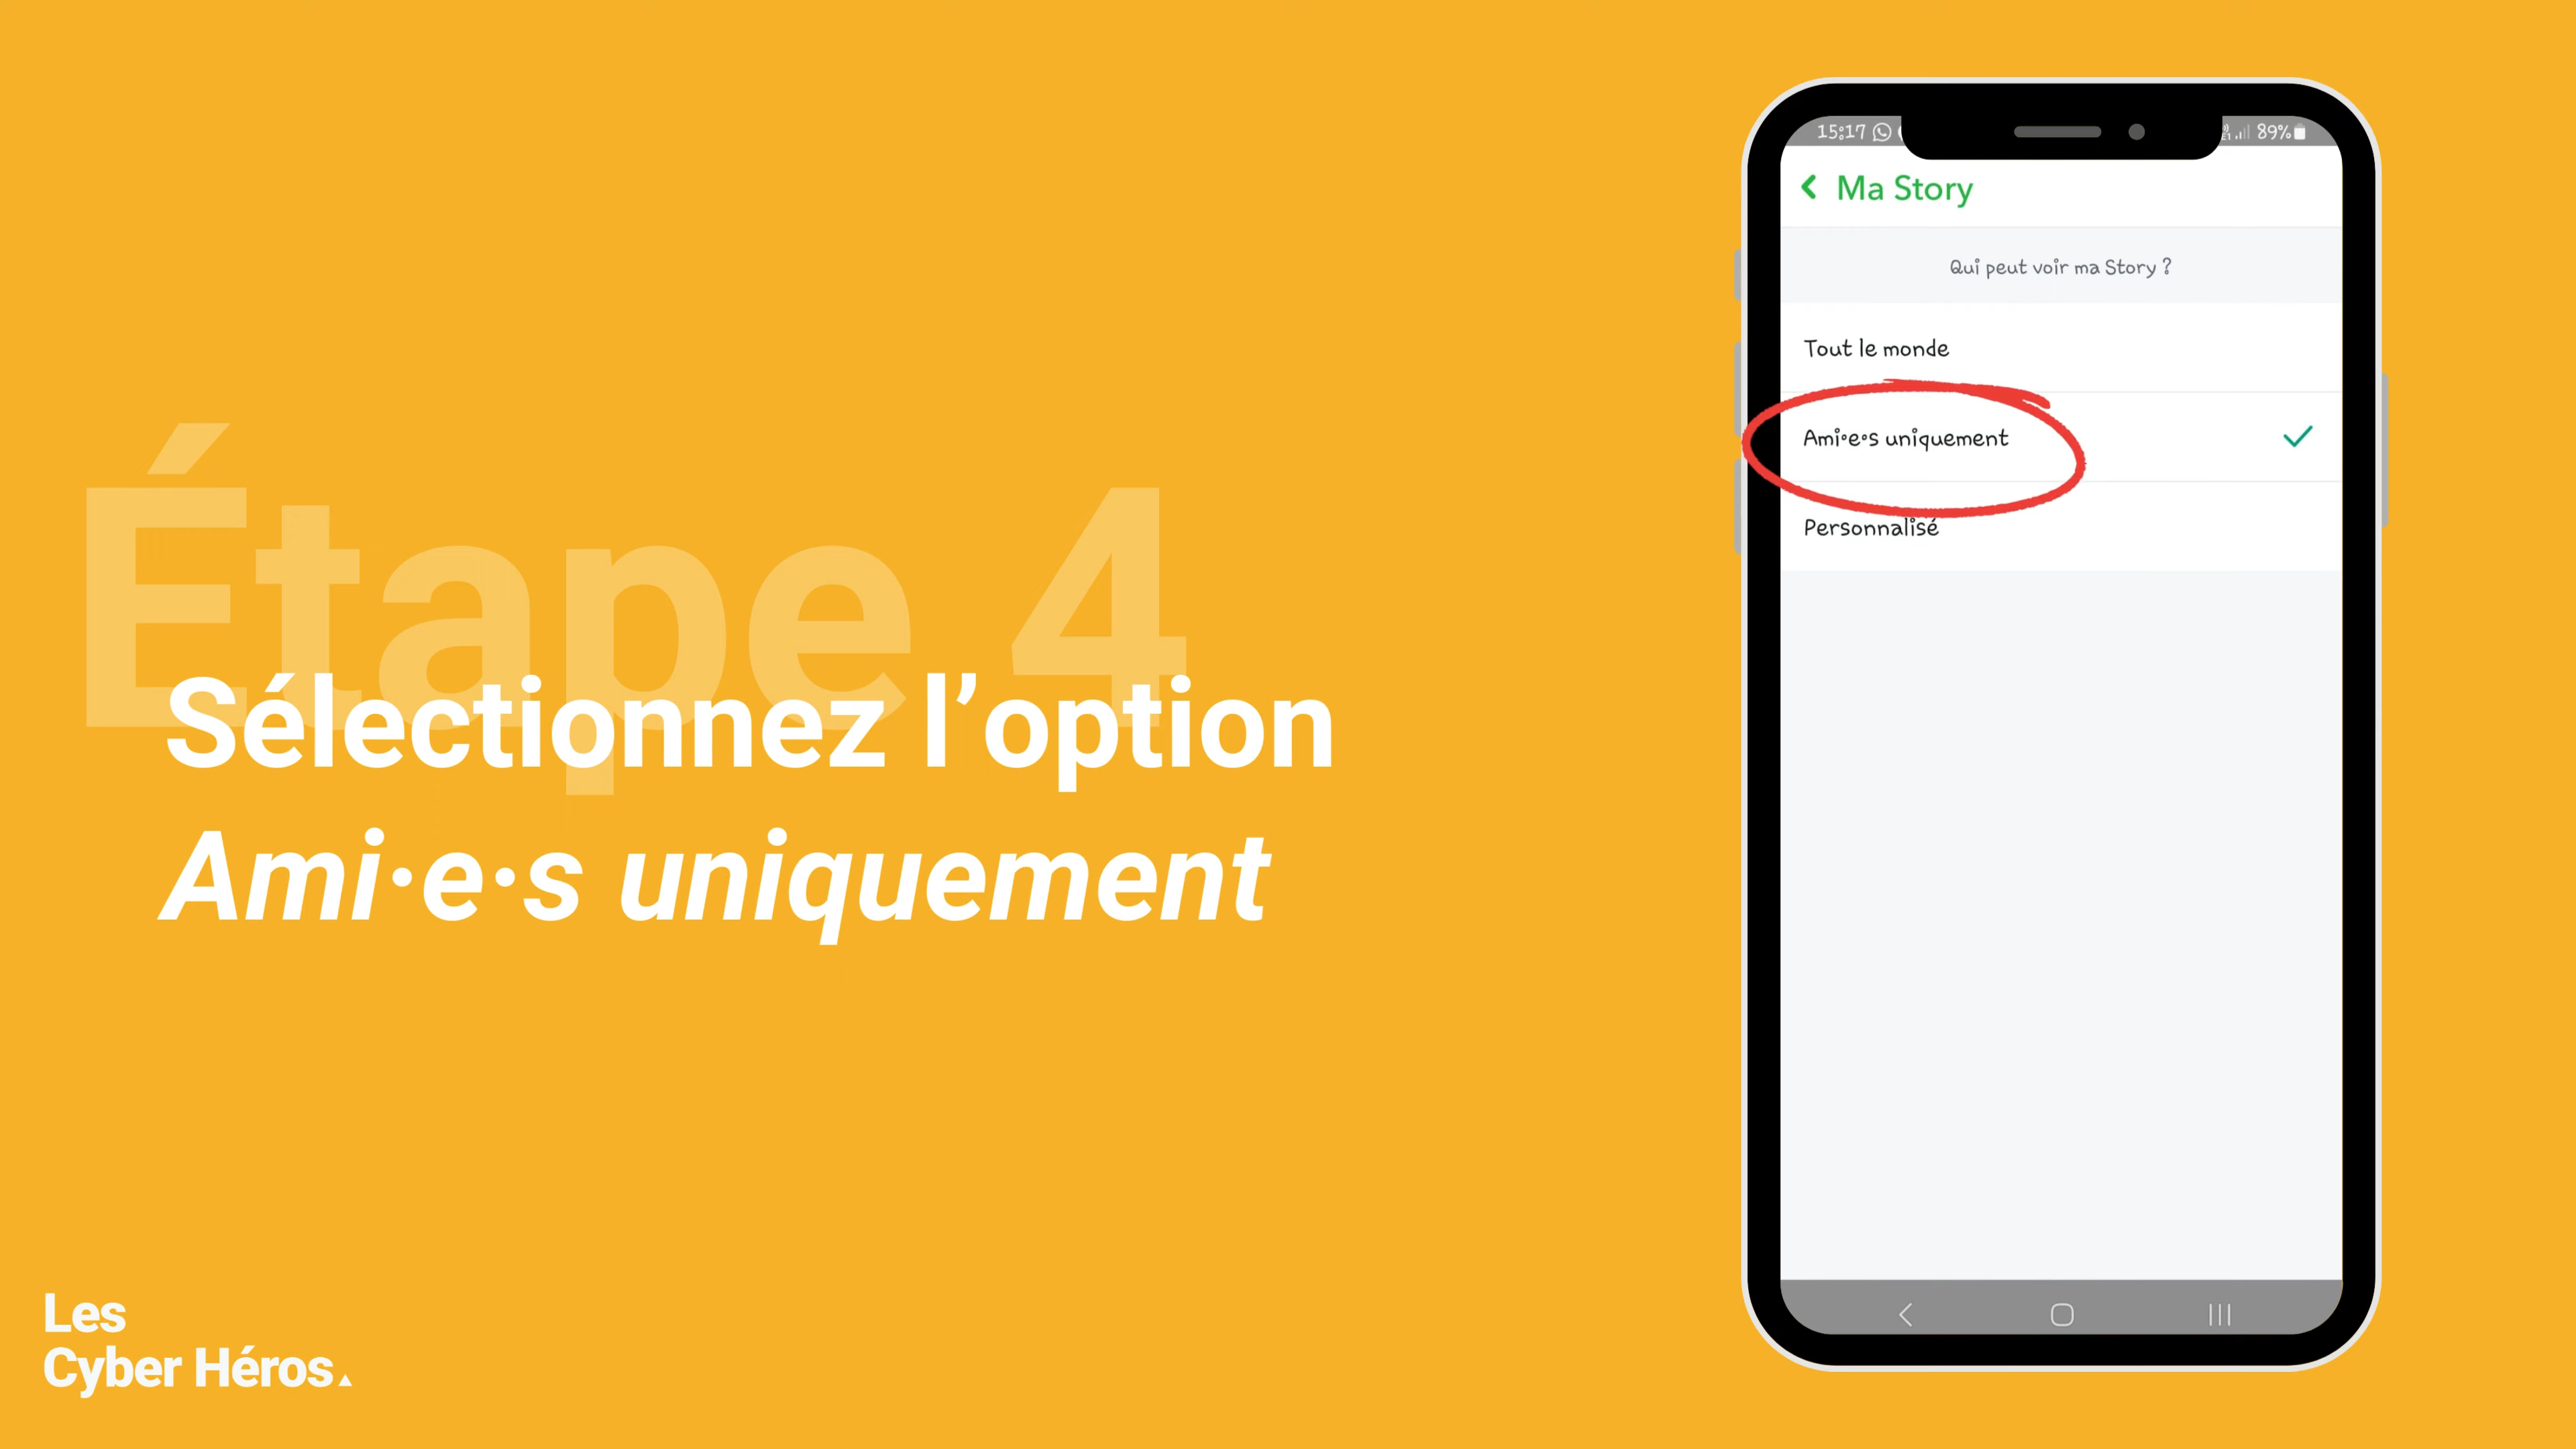 Étape 4
Sélectionnez l’option
Ami·e·s uniquement
Les
Cyber Héros.
15:17
89%
Ma Story
Qui peut voir ma Story ?
Tout le monde
Ami·e·s uniquement
Personnalisé